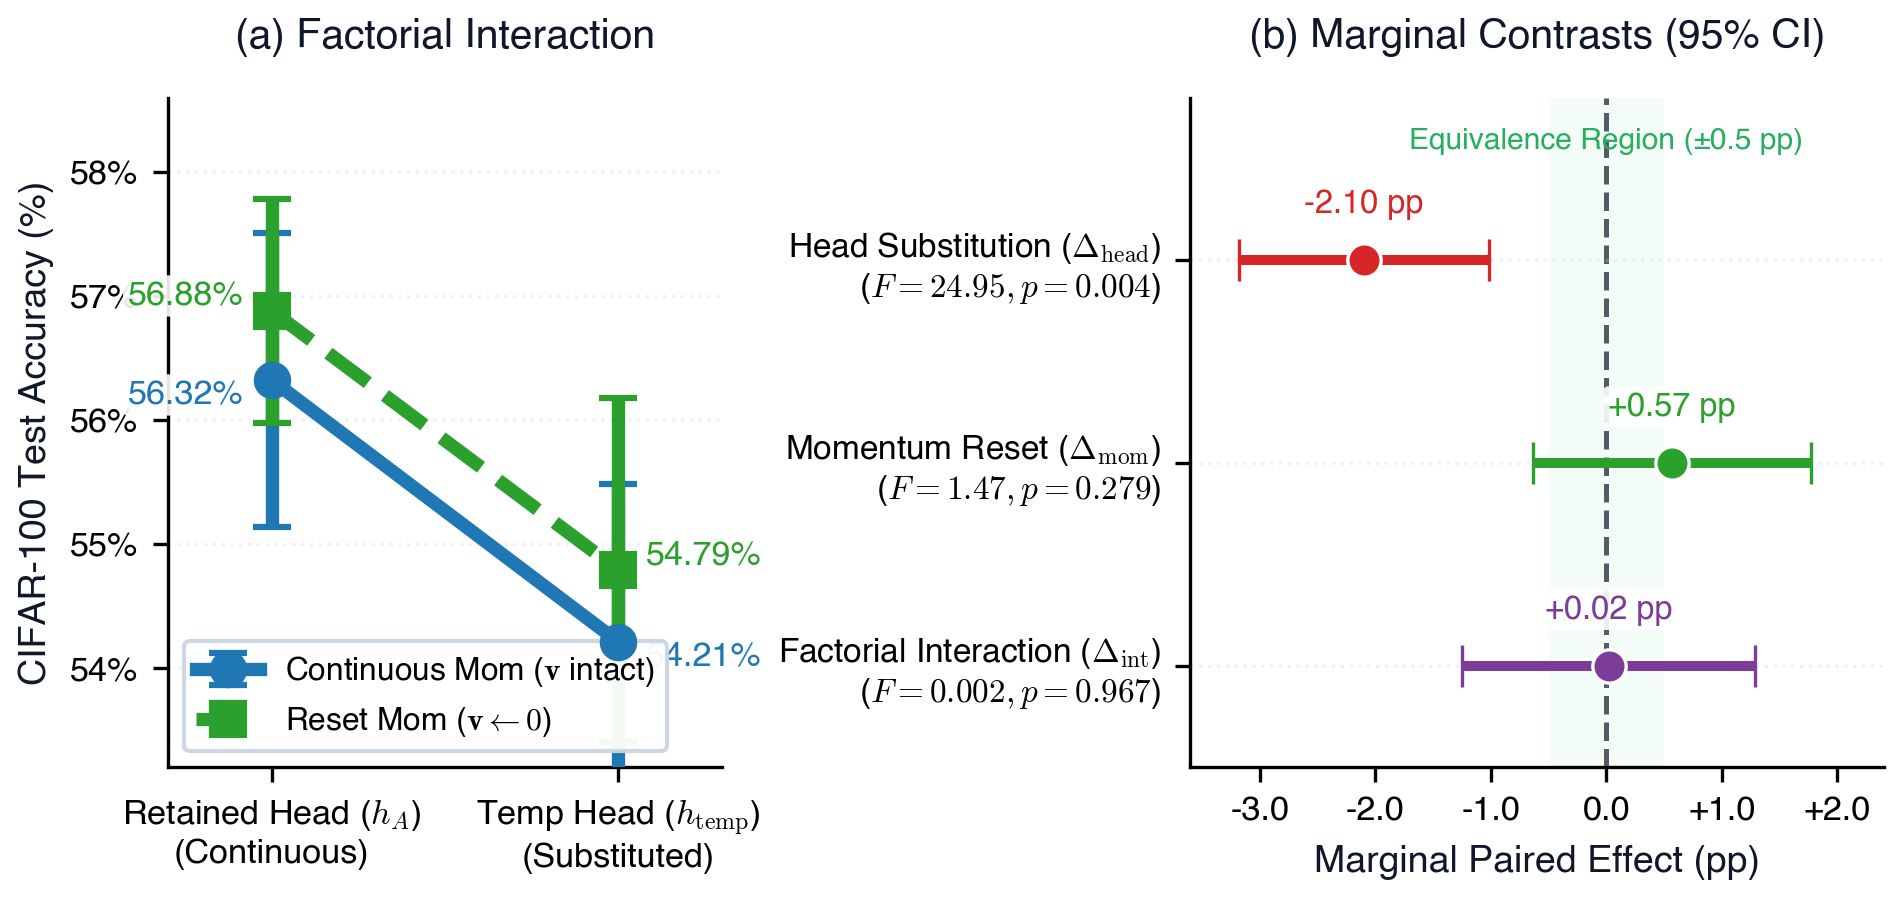 (a) Factorial Interaction
CIFAR-100 Test Accuracy (%)
58%
57%
56%
55%
54%
56.88%
56.32%
54.79%
4.21%
Continuous Mom (v intact)
Reset Mom (v ← 0)
Retained Head (h_A)
(Continuous)
Temp Head (h_temp)
(Substituted)
(b) Marginal Contrasts (95% CI)
Equivalence Region (±0.5 pp)
Head Substitution (Δ_head)
(F = 24.95, p = 0.004)
-2.10 pp
Momentum Reset (Δ_mom)
(F = 1.47, p = 0.279)
+0.57 pp
Factorial Interaction (Δ_int)
(F = 0.002, p = 0.967)
+0.02 pp
-3.0 -2.0 -1.0 0.0 +1.0 +2.0
Marginal Paired Effect (pp)